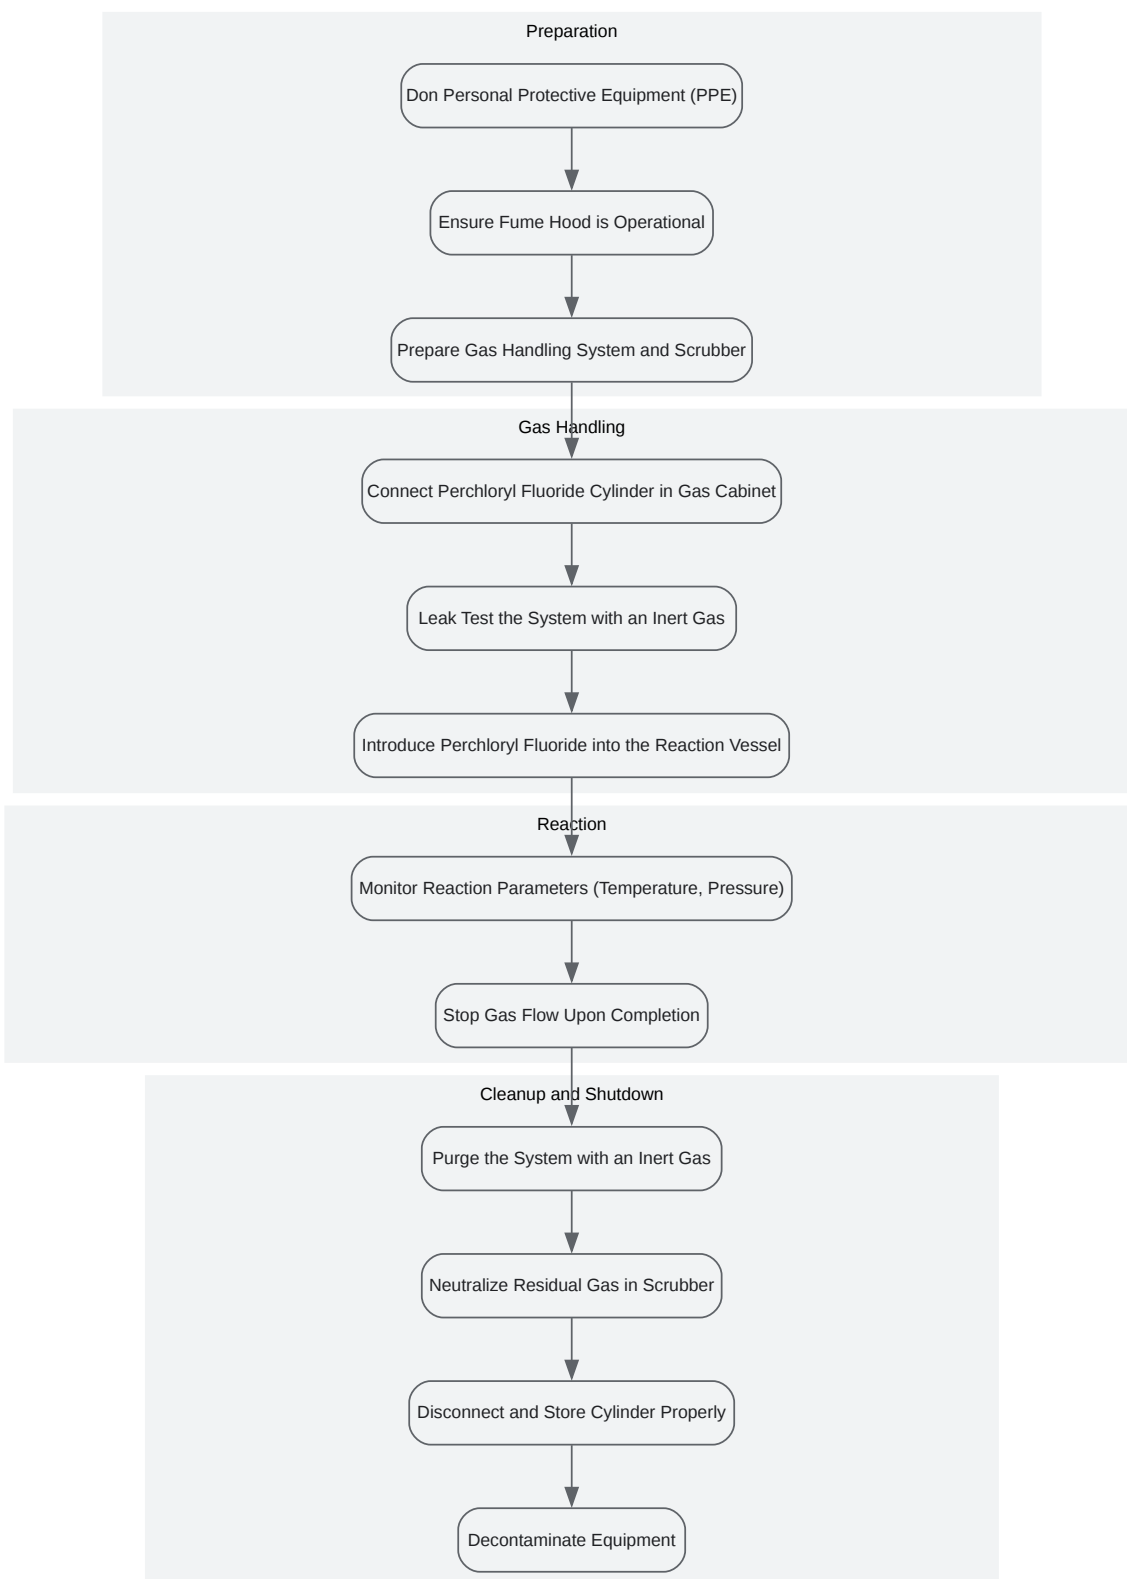 Preparation
Don Personal Protective Equipment (PPE)
Ensure Fume Hood is Operational
Prepare Gas Handling System and Scrubber
Gas Handling
Connect Perchloryl Fluoride Cylinder in Gas Cabinet
Leak Test the System with an Inert Gas
Introduce Perchloryl Fluoride into the Reaction Vessel
Reaction
Monitor Reaction Parameters (Temperature, Pressure)
Stop Gas Flow Upon Completion
Cleanup and Shutdown
Purge the System with an Inert Gas
Neutralize Residual Gas in Scrubber
Disconnect and Store Cylinder Properly
Decontaminate Equipment